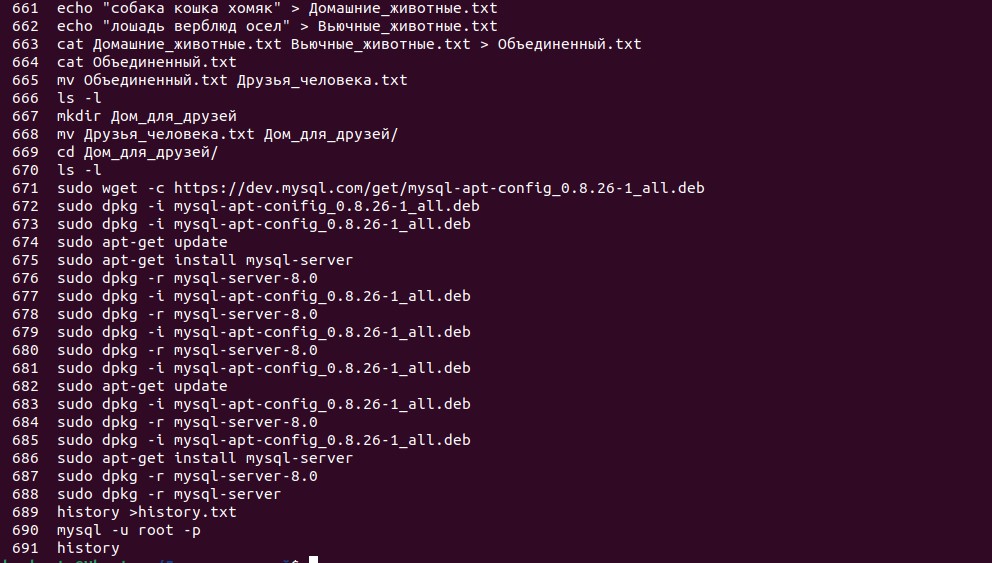 661 echo "собака кошка хомяк" > Домашние_животные.txt
662 echo "лошадь верблюд осел" > Вьючные_животные.txt
663 cat Домашние_животные.txt Вьючные_животные.txt > Объединенный.txt
664 cat Объединенный.txt
665 mv Объединенный.txt Друзья_человека.txt
666 ls -l
667 mkdir Дом_для_друзей
668 mv Друзья_человека.txt Дом_для_друзей/
669 cd Дом_для_друзей/
670 ls -l
671 sudo wget -c https://dev.mysql.com/get/mysql-apt-config_0.8.26-1_all.deb
672 sudo dpkg -i mysql-apt-conifig_0.8.26-1_all.deb
673 sudo dpkg -i mysql-apt-config_0.8.26-1_all.deb
674 sudo apt-get update
675 sudo apt-get install mysql-server
676 sudo dpkg -r mysql-server-8.0
677 sudo dpkg -i mysql-apt-config_0.8.26-1_all.deb
678 sudo dpkg -r mysql-server-8.0
679 sudo dpkg -i mysql-apt-config_0.8.26-1_all.deb
680 sudo dpkg -r mysql-server-8.0
681 sudo dpkg -i mysql-apt-config_0.8.26-1_all.deb
682 sudo apt-get update
683 sudo dpkg -i mysql-apt-config_0.8.26-1_all.deb
684 sudo dpkg -r mysql-server-8.0
685 sudo dpkg -i mysql-apt-config_0.8.26-1_all.deb
686 sudo apt-get install mysql-server
687 sudo dpkg -r mysql-server-8.0
688 sudo dpkg -r mysql-server
689 history >history.txt
690 mysql -u root -p
691 history